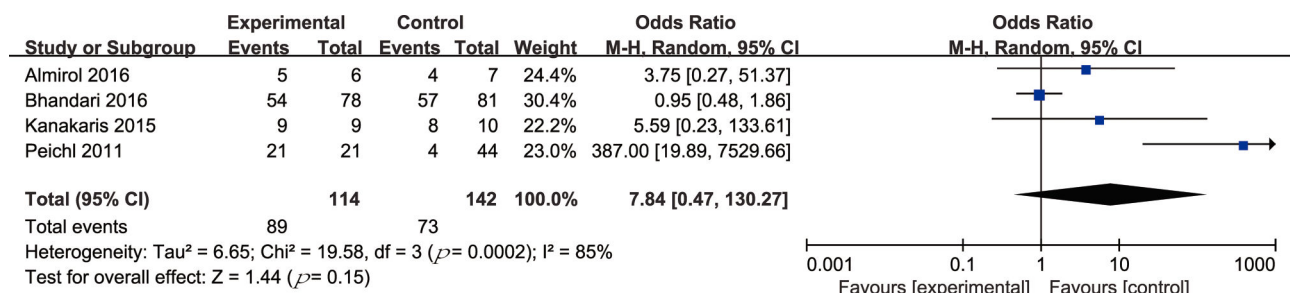 Experimental Control Odds Ratio Odds Ratio
Study or Subgroup Events Total Events Total Weight M-H, Random, 95% CI M-H, Random, 95% CI
Almirol 2016 5 6 4 7 24.4% 3.75 [0.27, 51.37]
Bhandari 2016 54 78 57 81 30.4% 0.95 [0.48, 1.86]
Kanakaris 2015 9 9 8 10 22.2% 5.59 [0.23, 133.61]
Peichl 2011 21 21 4 44 23.0% 387.00 [19.89, 7529.66]
Total (95% CI) 114 142 100.0% 7.84 [0.47, 130.27]
Total events 89 73
Heterogeneity: Tau² = 6.65; Chi² = 19.58, df = 3 (p= 0.0002); I² = 85%
Test for overall effect: Z = 1.44 (p= 0.15)
0.001 0.1 1 10 1000
Favours [experimental] Favours [control]